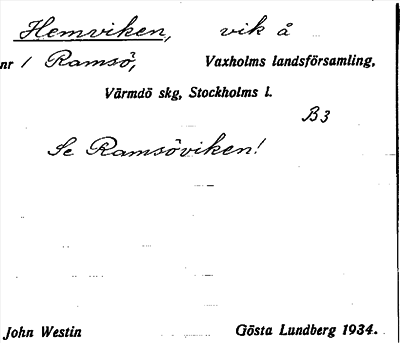 Hemviken, vik å
nr 1 Ramsö, Vaxholms landsförsamling,
Värmdö skg, Stockholms l.
B3
Se Ramsöviken!
John Westin Gösta Lundberg 1934.